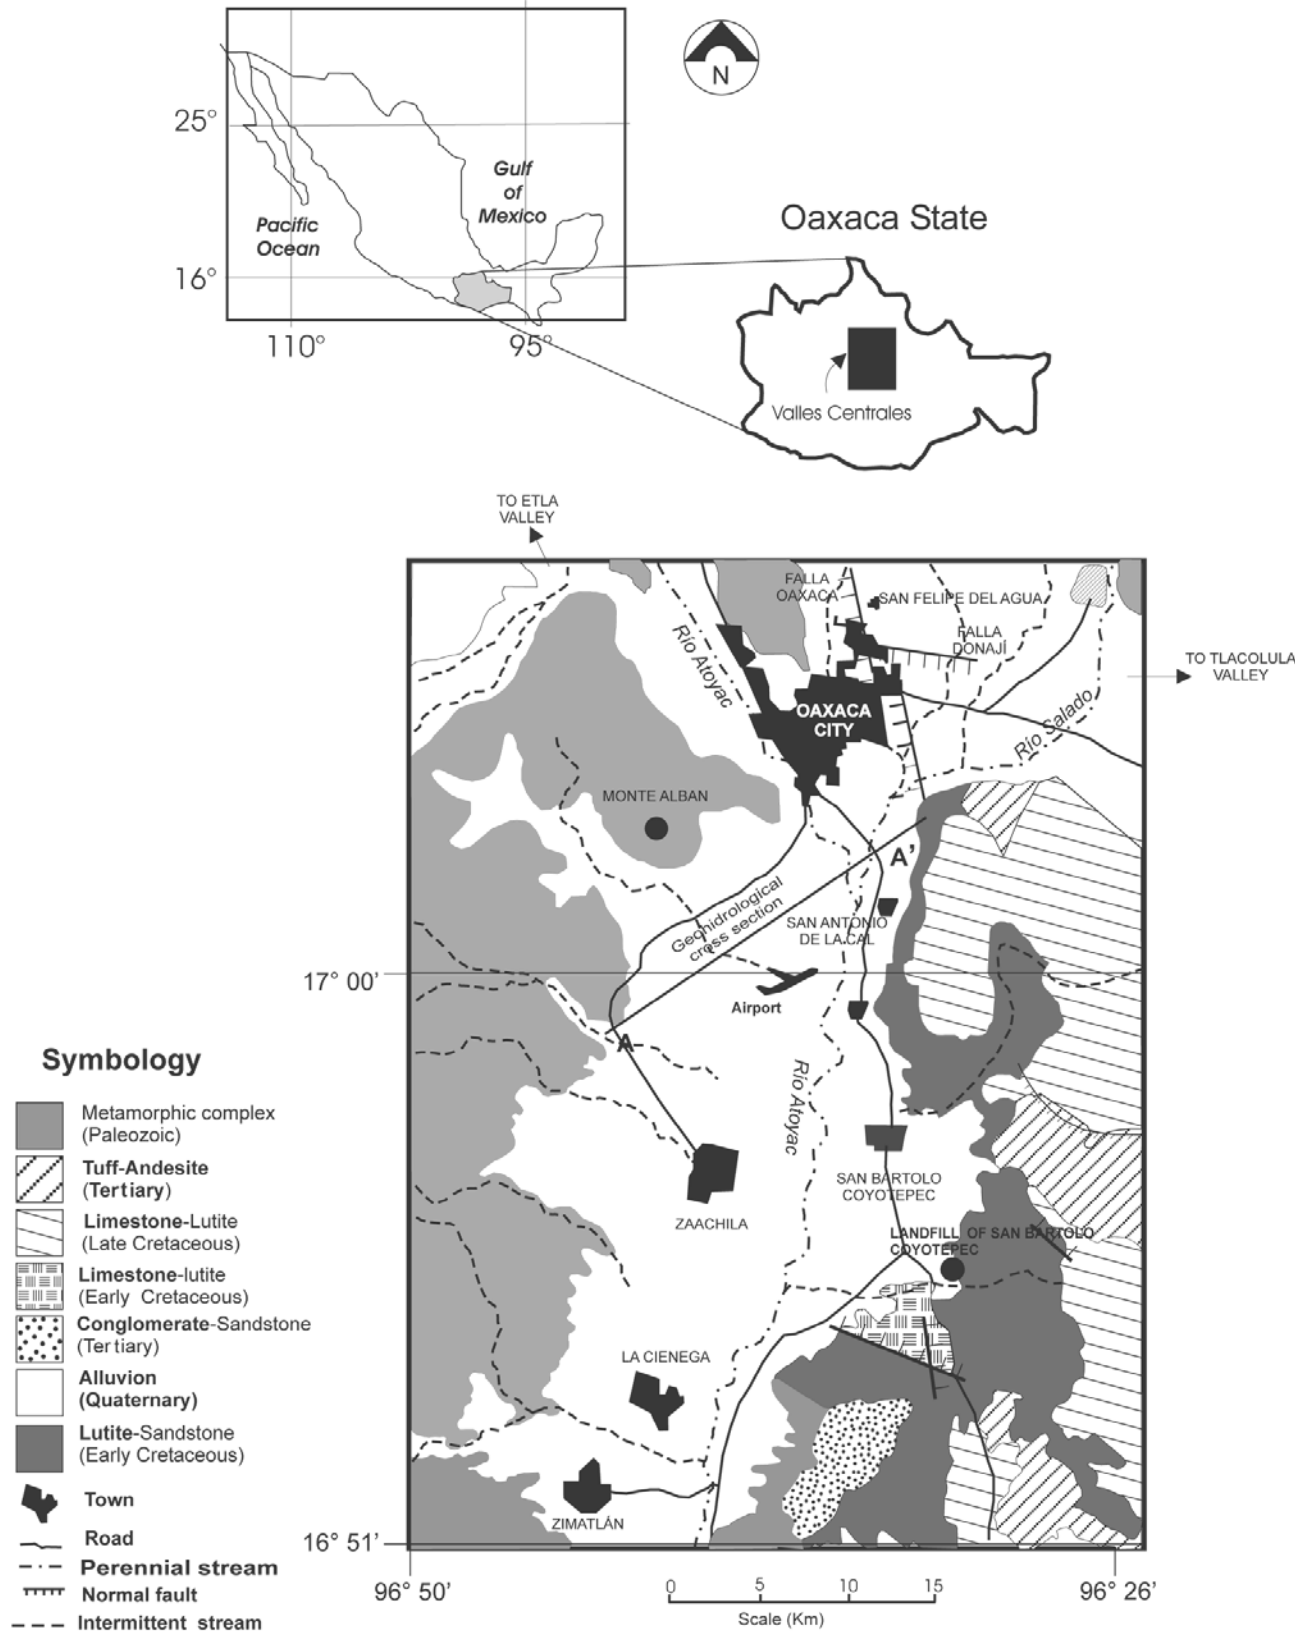 N
25°
Gulf
of
Mexico
Pacific
Ocean
16°
110°
95°
Oaxaca State
Valles Centrales
TO ETLA
VALLEY
FALLA
OAXACA
SAN FELIPE DEL AGUA
FALLA
DONAJÍ
Río Atoyac
TO TLACOLULA
VALLEY
OAXACA
CITY
Río Salado
MONTE ALBAN
A'
Geohidrological
cross section
SAN ANTONIO
DE LA CAL
17° 00'
Airport
A
Río Atoyac
SAN BARTOLO
COYOTEPEC
ZAACHILA
LANDFILL OF SAN BARTOLO
COYOTEPEC
LA CIENEGA
ZIMATLÁN
16° 51'
96° 50'
96° 26'
0 5 10 15
Scale (Km)
Symbology
Metamorphic complex
(Paleozoic)
Tuff-Andesite
(Tertiary)
Limestone-Lutite
(Late Cretaceous)
Limestone-lutite
(Early Cretaceous)
Conglomerate-Sandstone
(Tertiary)
Alluvion
(Quaternary)
Lutite-Sandstone
(Early Cretaceous)
Town
Road
Perennial stream
Normal fault
Intermittent stream